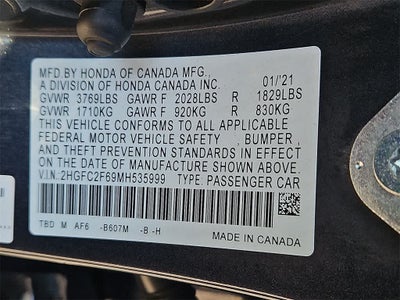 MFD.BY HONDA OF CANADA MFG.,
A DIVISION OF HONDA CANADA INC. 01/'21
GVWR 3769LBS GAWR F 2028LBS R 1829LBS
GVWR 1710KG GAWR F 920KG R 830KG
THIS VEHICLE CONFORMS TO ALL APPLICABLE
FEDERAL MOTOR VEHICLE SAFETY , BUMPER ,
AND THEFT PREVENTION STANDARDS IN EFFECT ON
THE DATE OF MANUFACTURE SHOWN ABOVE.
V.I.N.:2HGFC2F69MH535999 TYPE: PASSENGER CAR
TBD M AF6 -B607M -B -H
MADE IN CANADA